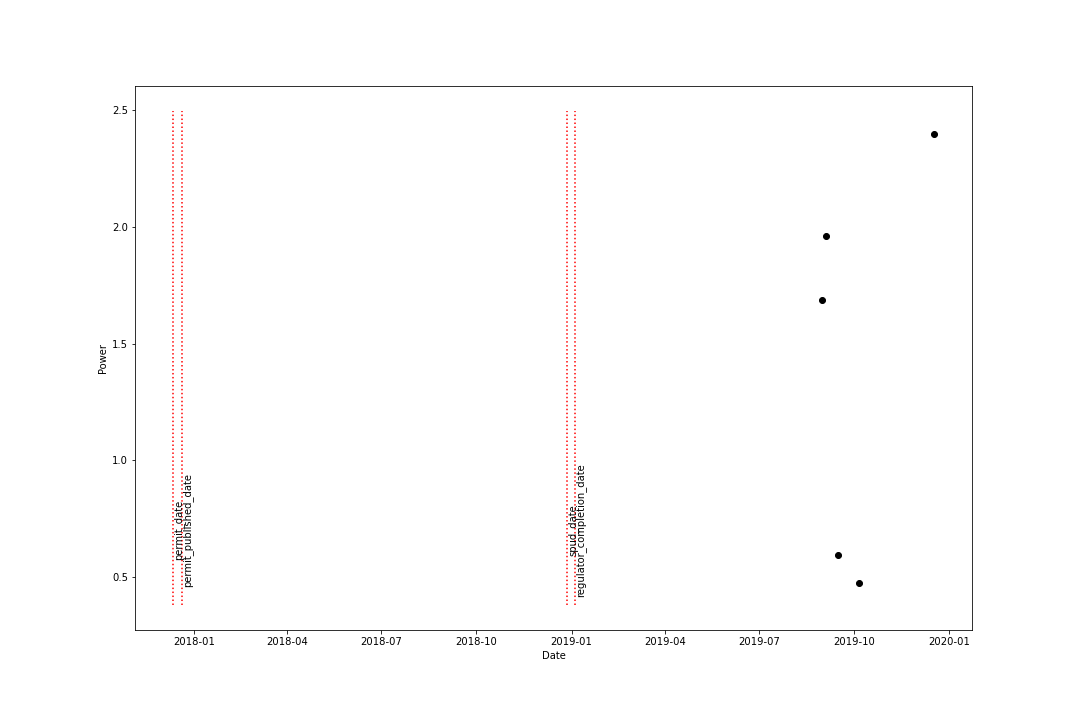 2.5
2.0
1.5
1.0
0.5
Power
permit_date
permit_published_date
spud_date
regulator_completion_date
2018-01
2018-04
2018-07
2018-10
2019-01
2019-04
2019-07
2019-10
2020-01
Date